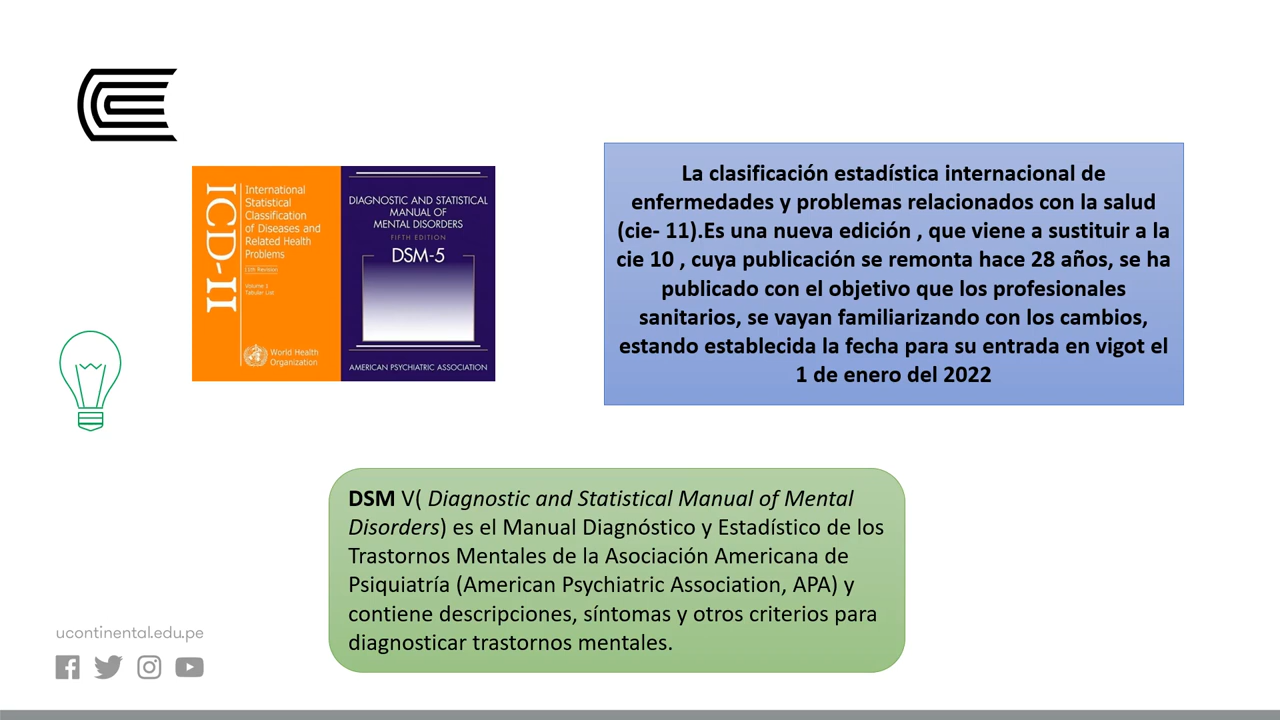 ICD-11
International
Statistical
Classification
of Diseases and
Related Health
Problems
11th Revision
Volume 1
Tabular List
World Health
Organization
DIAGNOSTIC AND STATISTICAL
MANUAL OF
MENTAL DISORDERS
FIFTH EDITION
DSM-5
AMERICAN PSYCHIATRIC ASSOCIATION
La clasificación estadística internacional de
enfermedades y problemas relacionados con la salud
(cie- 11).Es una nueva edición , que viene a sustituir a la
cie 10 , cuya publicación se remonta hace 28 años, se ha
publicado con el objetivo que los profesionales
sanitarios, se vayan familiarizando con los cambios,
estando establecida la fecha para su entrada en vigot el
1 de enero del 2022
DSM V( Diagnostic and Statistical Manual of Mental
Disorders) es el Manual Diagnóstico y Estadístico de los
Trastornos Mentales de la Asociación Americana de
Psiquiatría (American Psychiatric Association, APA) y
contiene descripciones, síntomas y otros criterios para
diagnosticar trastornos mentales.
ucontinental.edu.pe